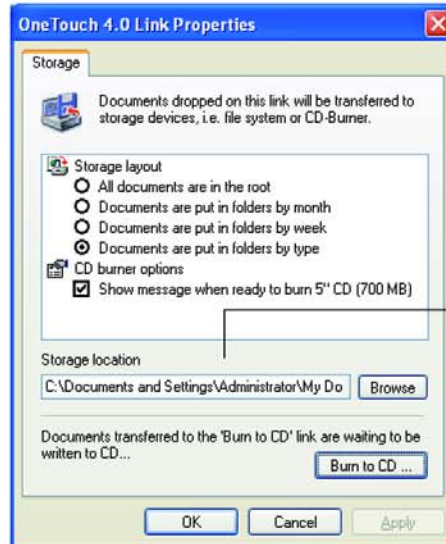 OneTouch 4.0 Link Properties
Storage
Documents dropped on this link will be transferred to
storage devices, i.e. file system or CD-Burner.
Storage layout
All documents are in the root
Documents are put in folders by month
Documents are put in folders by week
Documents are put in folders by type
CD burner options
Show message when ready to burn 5" CD (700 MB)
Storage location
C:\Documents and Settings\Administrator\My Do
Browse
Documents transferred to the 'Burn to CD' link are waiting to be
written to CD...
Burn to CD ...
OK
Cancel
Apply